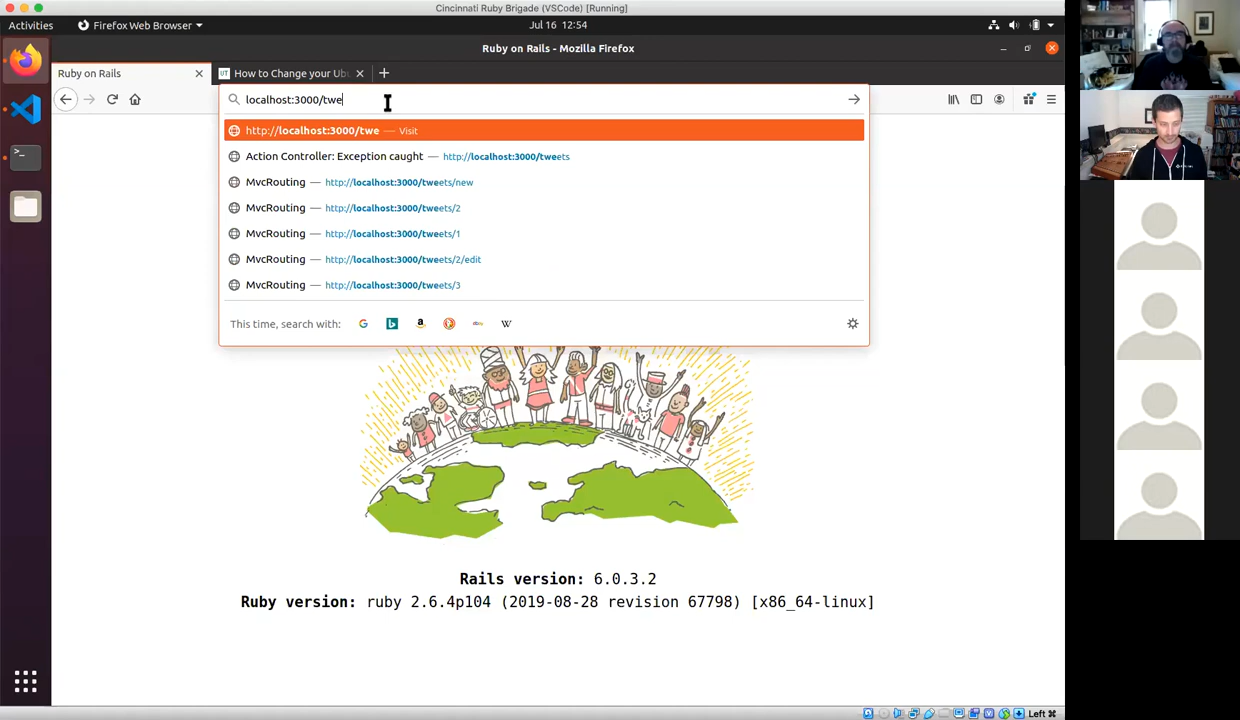 Cincinnati Ruby Brigade (VSCode) [Running]
Activities
Firefox Web Browser
Jul 16 12:54
Ruby on Rails - Mozilla Firefox
Ruby on Rails
UT How to Change your Ub
localhost:3000/twe
http://localhost:3000/twe — Visit
Action Controller: Exception caught — http://localhost:3000/tweets
MvcRouting — http://localhost:3000/tweets/new
MvcRouting — http://localhost:3000/tweets/2
MvcRouting — http://localhost:3000/tweets/1
MvcRouting — http://localhost:3000/tweets/2/edit
MvcRouting — http://localhost:3000/tweets/3
This time, search with:
Rails version: 6.0.3.2
Ruby version: ruby 2.6.4p104 (2019-08-28 revision 67798) [x86_64-linux]
Left ⌘